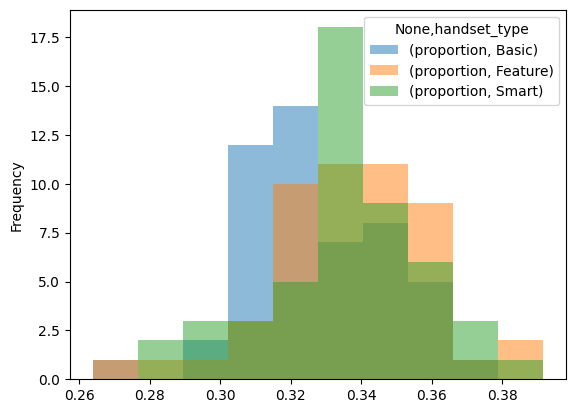 None,handset_type
(proportion, Basic)
(proportion, Feature)
(proportion, Smart)
Frequency
17.5
15.0
12.5
10.0
7.5
5.0
2.5
0.0
0.26 0.28 0.30 0.32 0.34 0.36 0.38